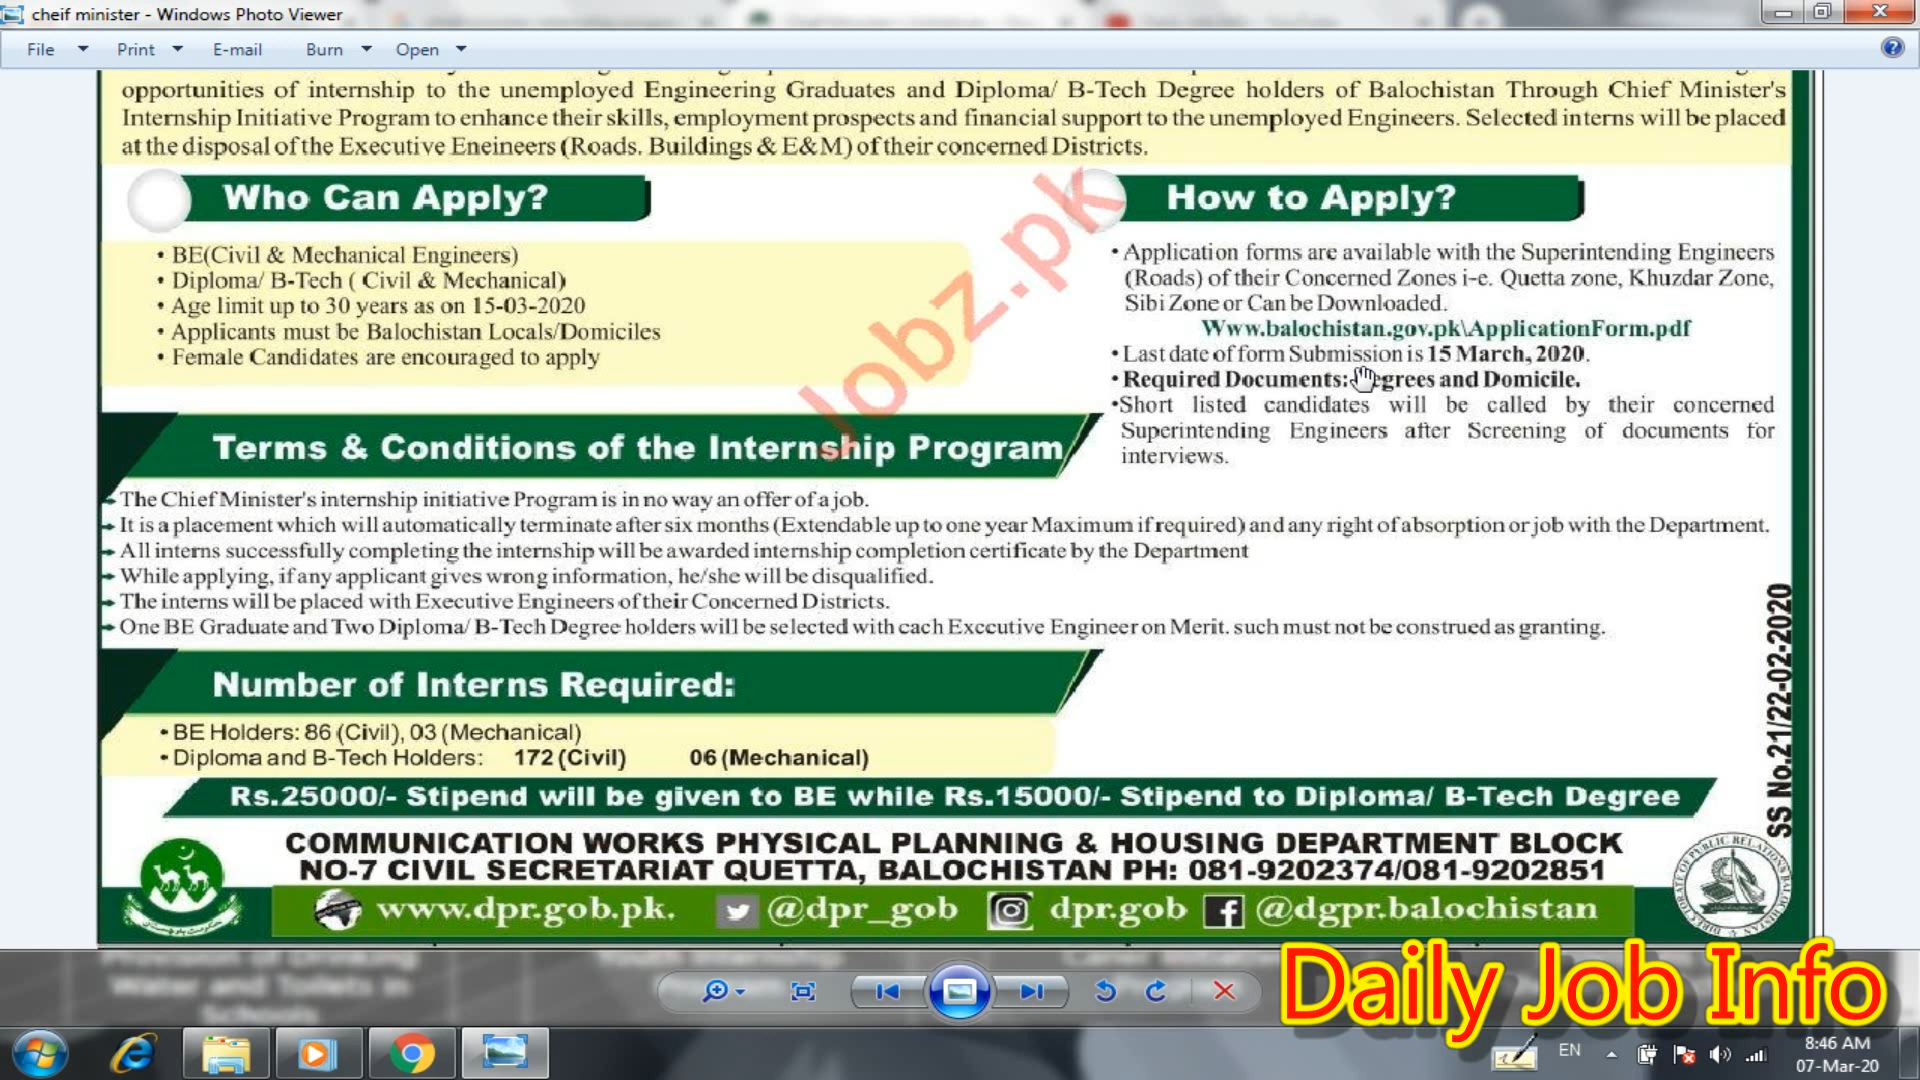 cheif minister - Windows Photo Viewer
File Print E-mail Burn Open
opportunities of internship to the unemployed Engineering Graduates and Diploma/ B-Tech Degree holders of Balochistan Through Chief Minister's
Internship Initiative Program to enhance their skills, employment prospects and financial support to the unemployed Engineers. Selected interns will be placed
at the disposal of the Executive Eneineers (Roads. Buildings & E&M) of their concerned Districts.
Who Can Apply?
• BE(Civil & Mechanical Engineers)
• Diploma/ B-Tech ( Civil & Mechanical)
• Age limit up to 30 years as on 15-03-2020
• Applicants must be Balochistan Locals/Domiciles
• Female Candidates are encouraged to apply
How to Apply?
• Application forms are available with the Superintending Engineers
(Roads) of their Concerned Zones i-e. Quetta zone, Khuzdar Zone,
Sibi Zone or Can be Downloaded.
Www.balochistan.gov.pk\ApplicationForm.pdf
• Last date of form Submission is 15 March, 2020.
• Required Documents: Degrees and Domicile.
•Short listed candidates will be called by their concerned
Superintending Engineers after Screening of documents for
interviews.
Jobz.pk
Terms & Conditions of the Internship Program
The Chief Minister's internship initiative Program is in no way an offer of a job.
It is a placement which will automatically terminate after six months (Extendable up to one year Maximum if required) and any right of absorption or job with the Department.
All interns successfully completing the internship will be awarded internship completion certificate by the Department
While applying, if any applicant gives wrong information, he/she will be disqualified.
The interns will be placed with Executive Engineers of their Concerned Districts.
One BE Graduate and Two Diploma/ B-Tech Degree holders will be selected with each Executive Engineer on Merit. such must not be construed as granting.
Number of Interns Required:
• BE Holders: 86 (Civil), 03 (Mechanical)
• Diploma and B-Tech Holders: 172 (Civil) 06 (Mechanical)
SS No.21/22-02-2020
Rs.25000/- Stipend will be given to BE while Rs.15000/- Stipend to Diploma/ B-Tech Degree
COMMUNICATION WORKS PHYSICAL PLANNING & HOUSING DEPARTMENT BLOCK
NO-7 CIVIL SECRETARIAT QUETTA, BALOCHISTAN PH: 081-9202374/081-9202851
www.dpr.gob.pk. @dpr_gob dpr.gob @dgpr.balochistan
Daily Job Info
EN
8:46 AM
07-Mar-20